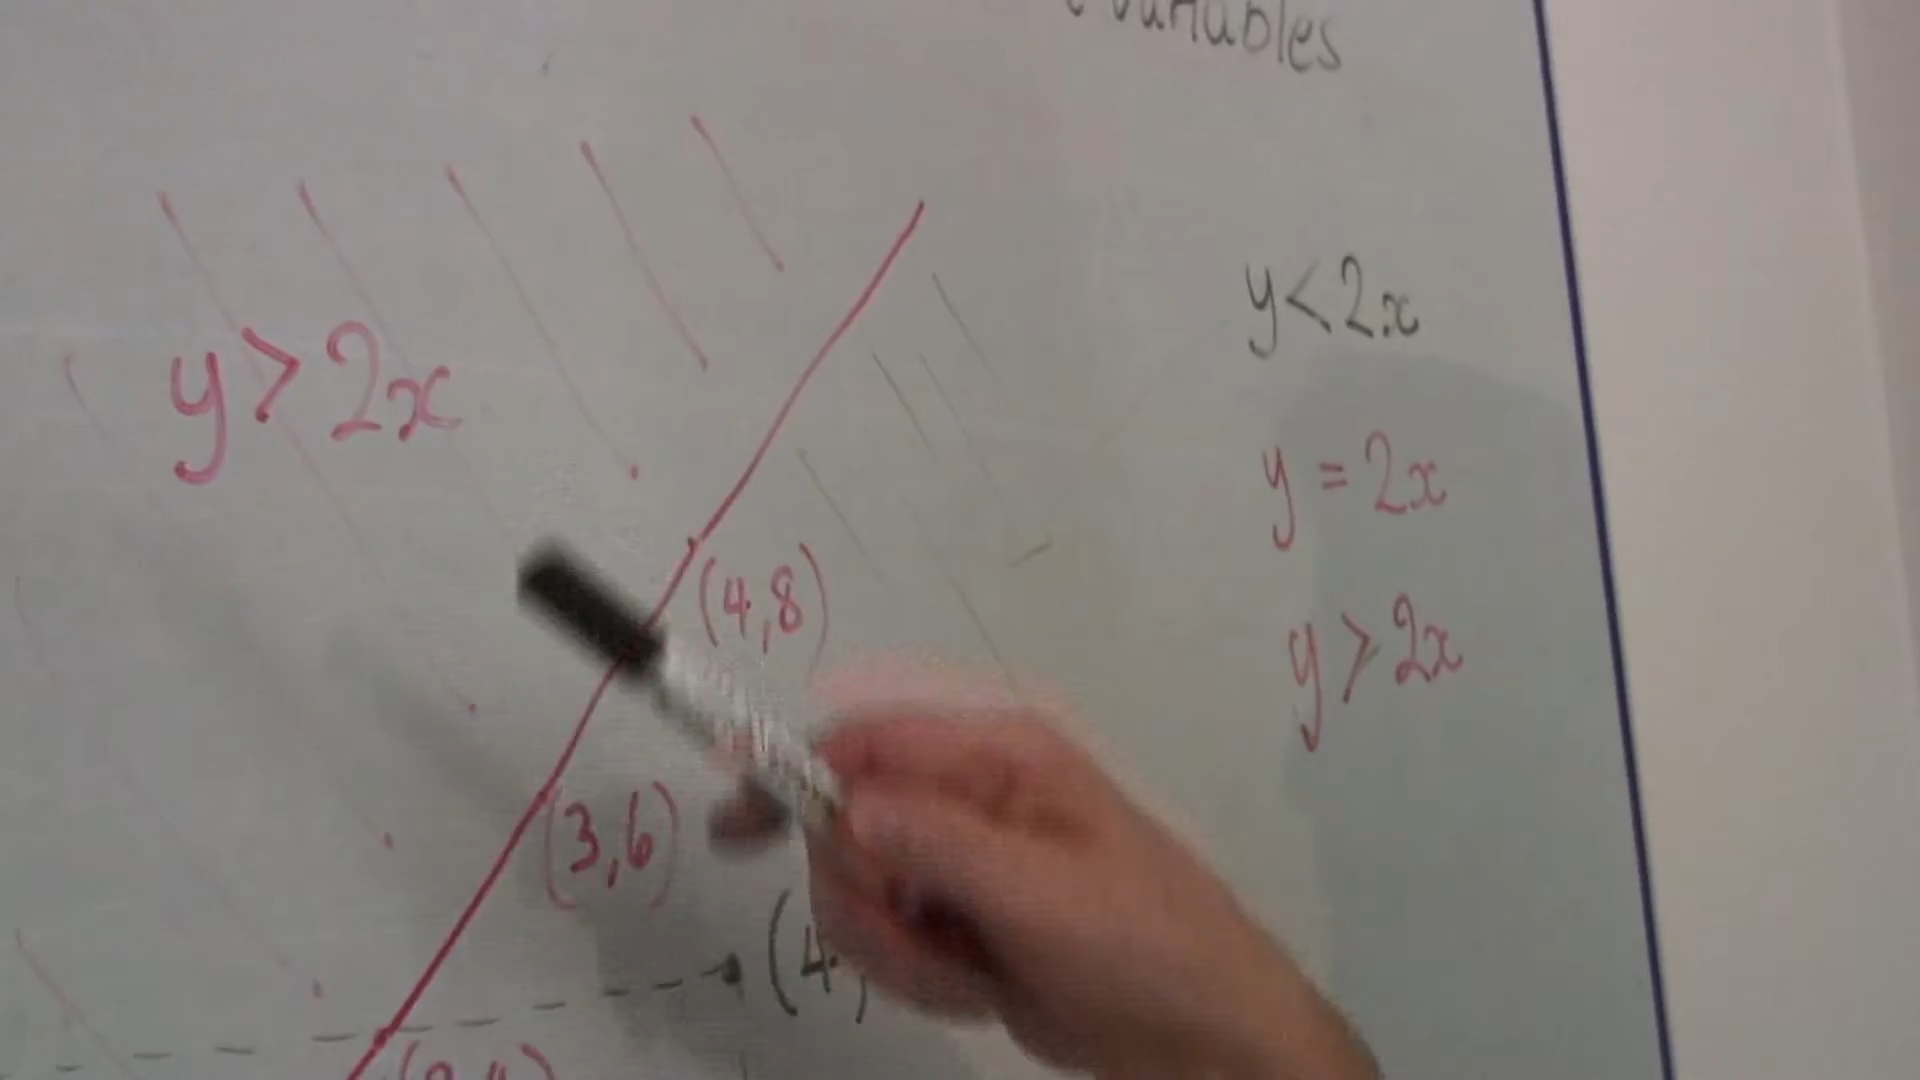 variables
y < 2x
y > 2x
y = 2x
(4,8)
y > 2x
(3,6)
(4,